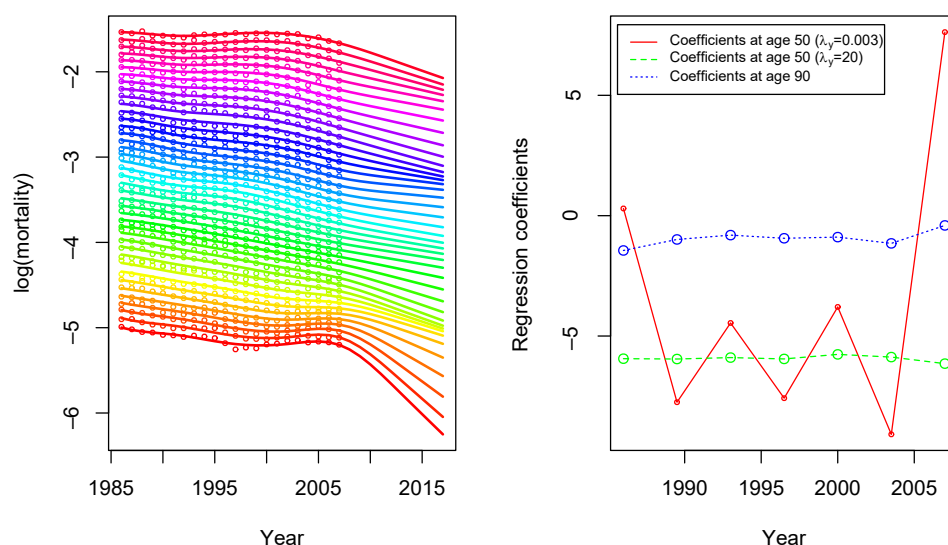 log(mortality)
−2
−3
−4
−5
−6
1985
1995
2005
2015
Year
Regression coefficients
5
0
−5
Coefficients at age 50 (λy=0.003)
Coefficients at age 50 (λy=20)
Coefficients at age 90
1990
1995
2000
2005
Year